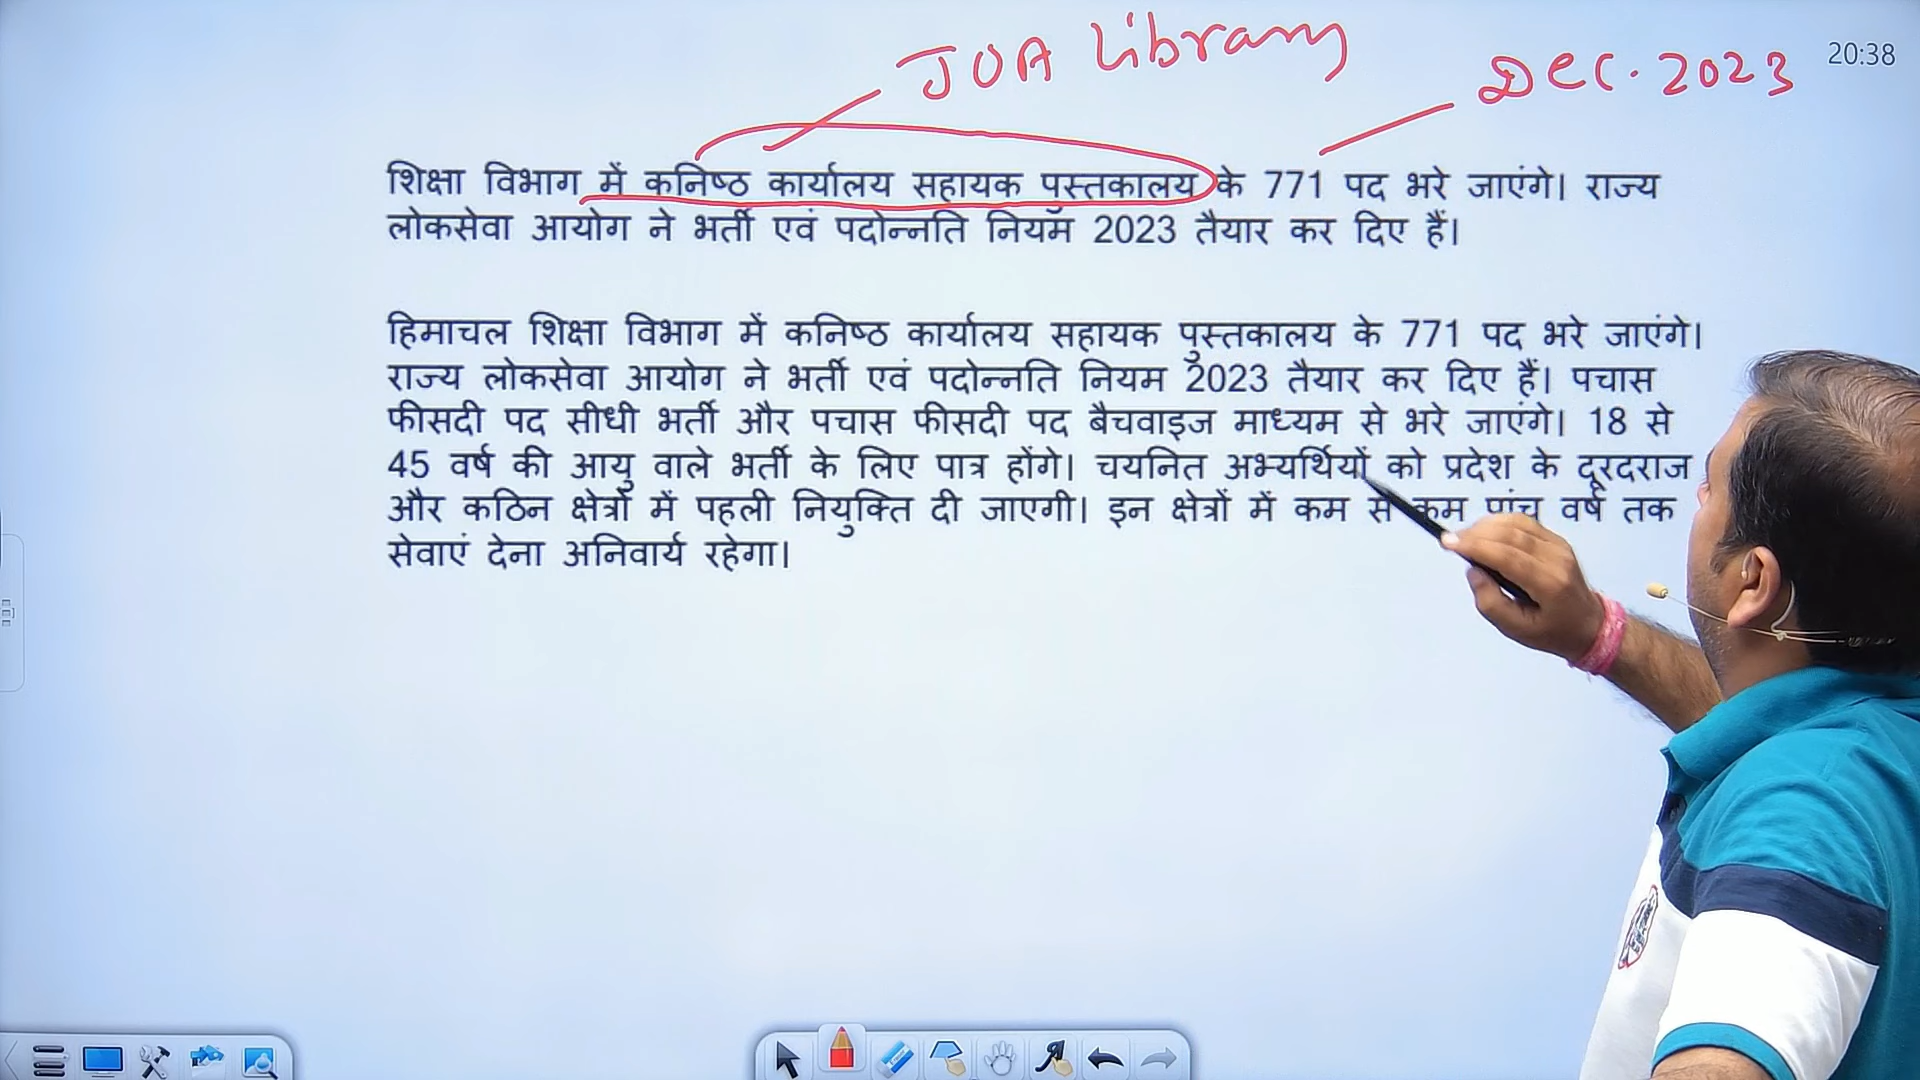 JOA Library
Dec. 2023
20:38
शिक्षा विभाग में कनिष्ठ कार्यालय सहायक पुस्तकालय के 771 पद भरे जाएंगे। राज्य
लोकसेवा आयोग ने भर्ती एवं पदोन्नति नियम 2023 तैयार कर दिए हैं।
हिमाचल शिक्षा विभाग में कनिष्ठ कार्यालय सहायक पुस्तकालय के 771 पद भरे जाएंगे।
राज्य लोकसेवा आयोग ने भर्ती एवं पदोन्नति नियम 2023 तैयार कर दिए हैं। पचास
फीसदी पद सीधी भर्ती और पचास फीसदी पद बैचवाइज माध्यम से भरे जाएंगे। 18 से
45 वर्ष की आयु वाले भर्ती के लिए पात्र होंगे। चयनित अभ्यर्थियों को प्रदेश के दूरदराज
और कठिन क्षेत्रों में पहली नियुक्ति दी जाएगी। इन क्षेत्रों में कम से कम पांच वर्ष तक
सेवाएं देना अनिवार्य रहेगा।